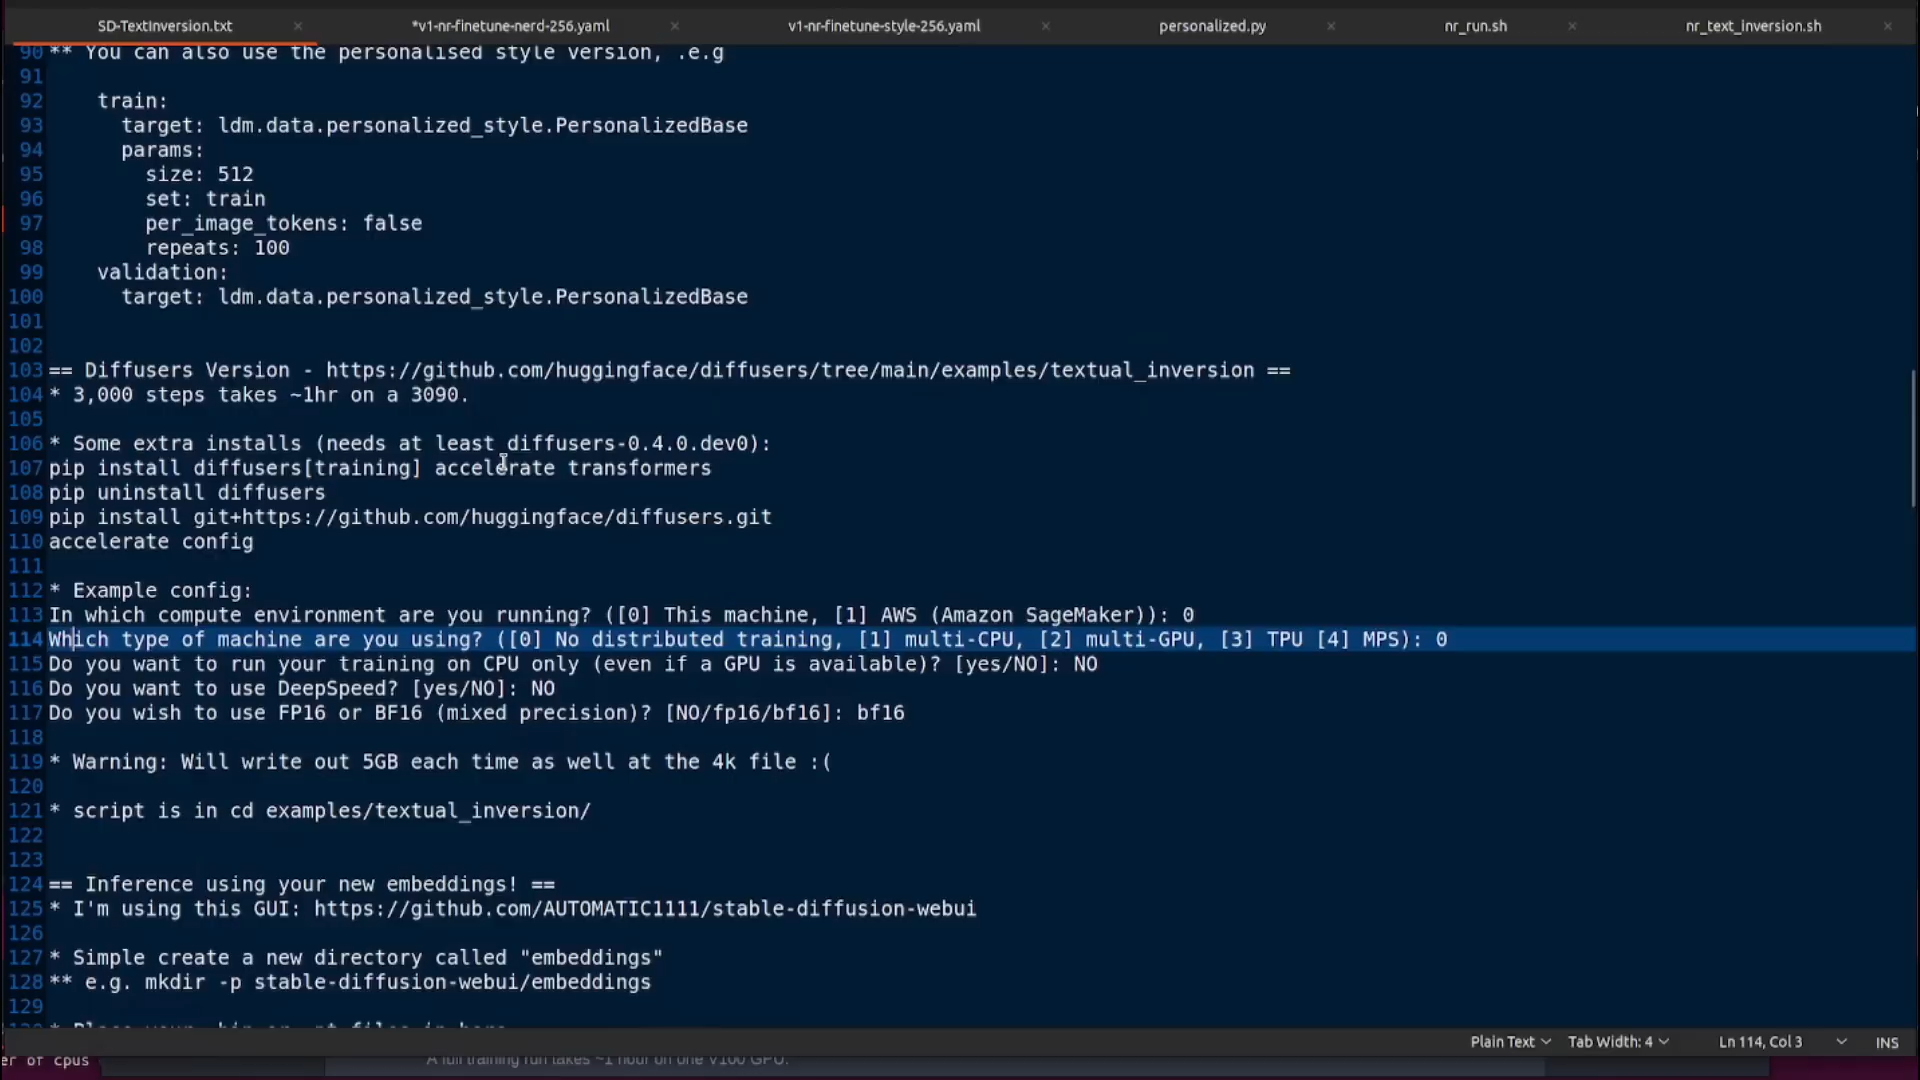 SD-TextInversion.txt
*v1-nr-finetune-nerd-256.yaml
v1-nr-finetune-style-256.yaml
personalized.py
nr_run.sh
nr_text_inversion.sh
90 ** You can also use the personalised style version, .e.g
91
92 train:
93 target: ldm.data.personalized_style.PersonalizedBase
94 params:
95 size: 512
96 set: train
97 per_image_tokens: false
98 repeats: 100
99 validation:
100 target: ldm.data.personalized_style.PersonalizedBase
101
102
103 == Diffusers Version - https://github.com/huggingface/diffusers/tree/main/examples/textual_inversion ==
104 * 3,000 steps takes ~1hr on a 3090.
105
106 * Some extra installs (needs at least diffusers-0.4.0.dev0):
107 pip install diffusers[training] accelerate transformers
108 pip uninstall diffusers
109 pip install git+https://github.com/huggingface/diffusers.git
110 accelerate config
111
112 * Example config:
113 In which compute environment are you running? ([0] This machine, [1] AWS (Amazon SageMaker)): 0
114 Which type of machine are you using? ([0] No distributed training, [1] multi-CPU, [2] multi-GPU, [3] TPU [4] MPS): 0
115 Do you want to run your training on CPU only (even if a GPU is available)? [yes/NO]: NO
116 Do you want to use DeepSpeed? [yes/NO]: NO
117 Do you wish to use FP16 or BF16 (mixed precision)? [NO/fp16/bf16]: bf16
118
119 * Warning: Will write out 5GB each time as well at the 4k file :(
120
121 * script is in cd examples/textual_inversion/
122
123
124 == Inference using your new embeddings! ==
125 * I'm using this GUI: https://github.com/AUTOMATIC1111/stable-diffusion-webui
126
127 * Simple create a new directory called "embeddings"
128 ** e.g. mkdir -p stable-diffusion-webui/embeddings
129
Plain Text
Tab Width: 4
Ln 114, Col 3
INS
er of cpus
A full training run takes ~1 hour on one V100 GPU.